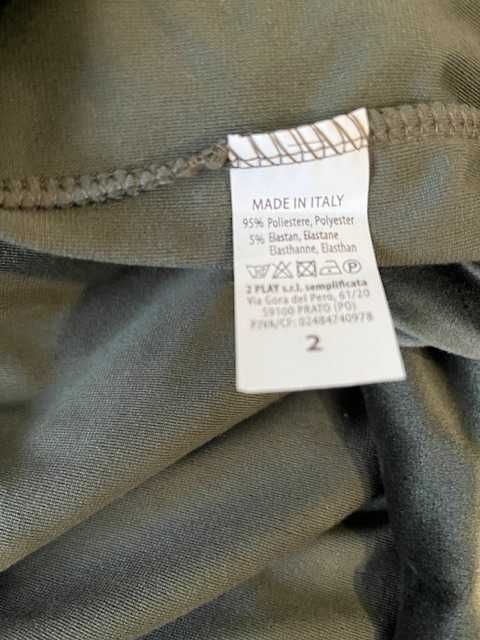 MADE IN ITALY
95% Poliestere, Polyester
5% Elastan, Elastane
Elasthanne, Elasthan
P
2 PLAY s.r.l. semplificata
Via Gora del Pero, 61/20
59100 PRATO (PO)
P.IVA/CF: 02484740978
2